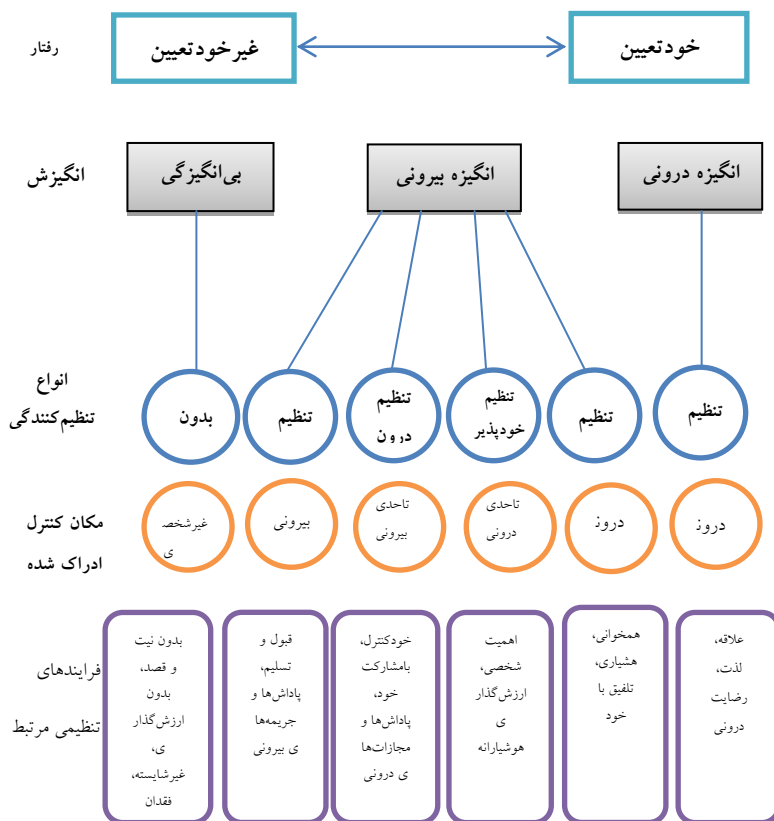 رفتار
خودتعیین
غیرخودتعیین
انگیزش
انگیزه درونی
انگیزه بیرونی
بی‌انگیزگی
انواع
تنظیم‌کنندگی
تنظیم
تنظیم
تنظیم
خودپذیر
تنظیم
درون
تنظیم
بدون
مکان کنترل
ادراک شده
درونـ
درونـ
تاحدی
درونی
تاحدی
بیرونی
بیرونی
غیرشخصـ
ی
فرایندهای
تنظیمی مرتبط
علاقه،
لذت،
رضایت
درونی
همخوانی،
هشیاری،
تلفیق با
خود
اهمیت
شخصی،
ارزش‌گذار
ی
هوشیارانه
خودکنترل،
بامشارکت
خود،
پاداش‌ها و
مجازات‌ها
ی درونی
قبول و
تسلیم،
پاداش‌ها و
جریمه‌ها
ی بیرونی
بدون نیت
و قصد،
بدون
ارزش‌گذار
ی،
غیرشایسته،
فقدان